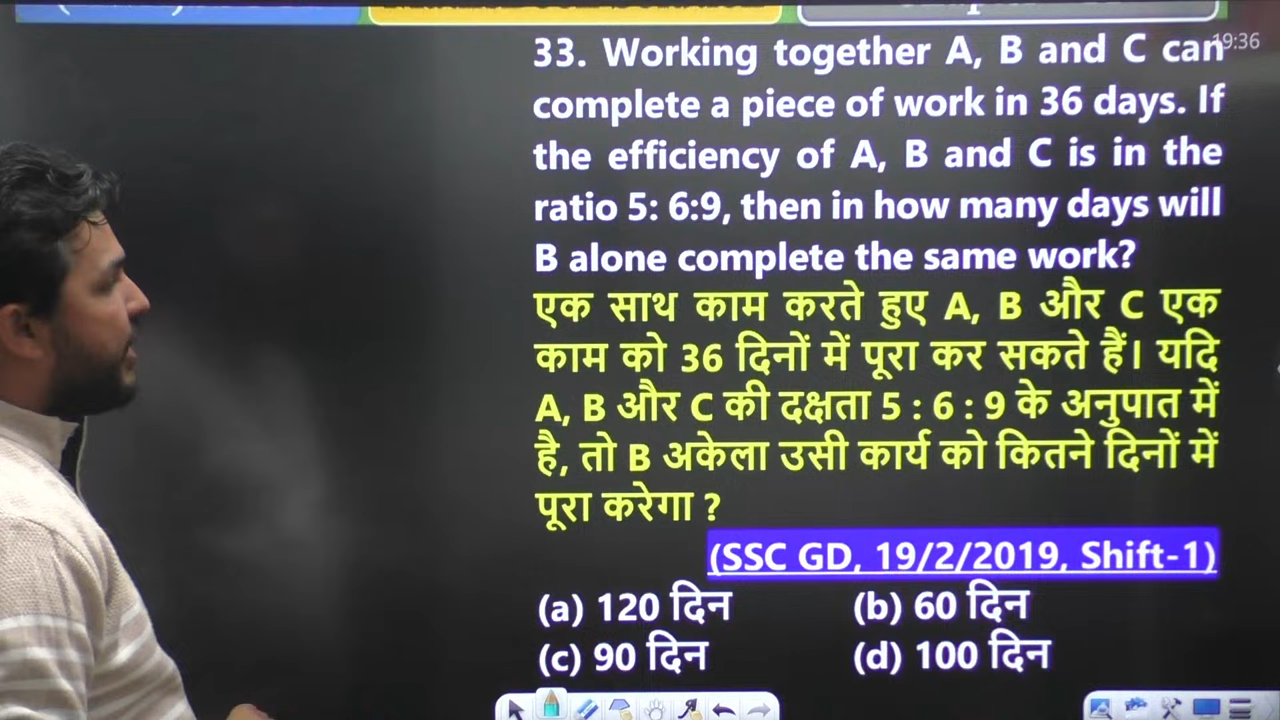 19:36
33. Working together A, B and C can
complete a piece of work in 36 days. If
the efficiency of A, B and C is in the
ratio 5: 6:9, then in how many days will
B alone complete the same work?
एक साथ काम करते हुए A, B और C एक
काम को 36 दिनों में पूरा कर सकते हैं। यदि
A, B और C की दक्षता 5 : 6 : 9 के अनुपात में
है, तो B अकेला उसी कार्य को कितने दिनों में
पूरा करेगा ?
(SSC GD, 19/2/2019, Shift-1)
(a) 120 दिन (b) 60 दिन
(c) 90 दिन (d) 100 दिन